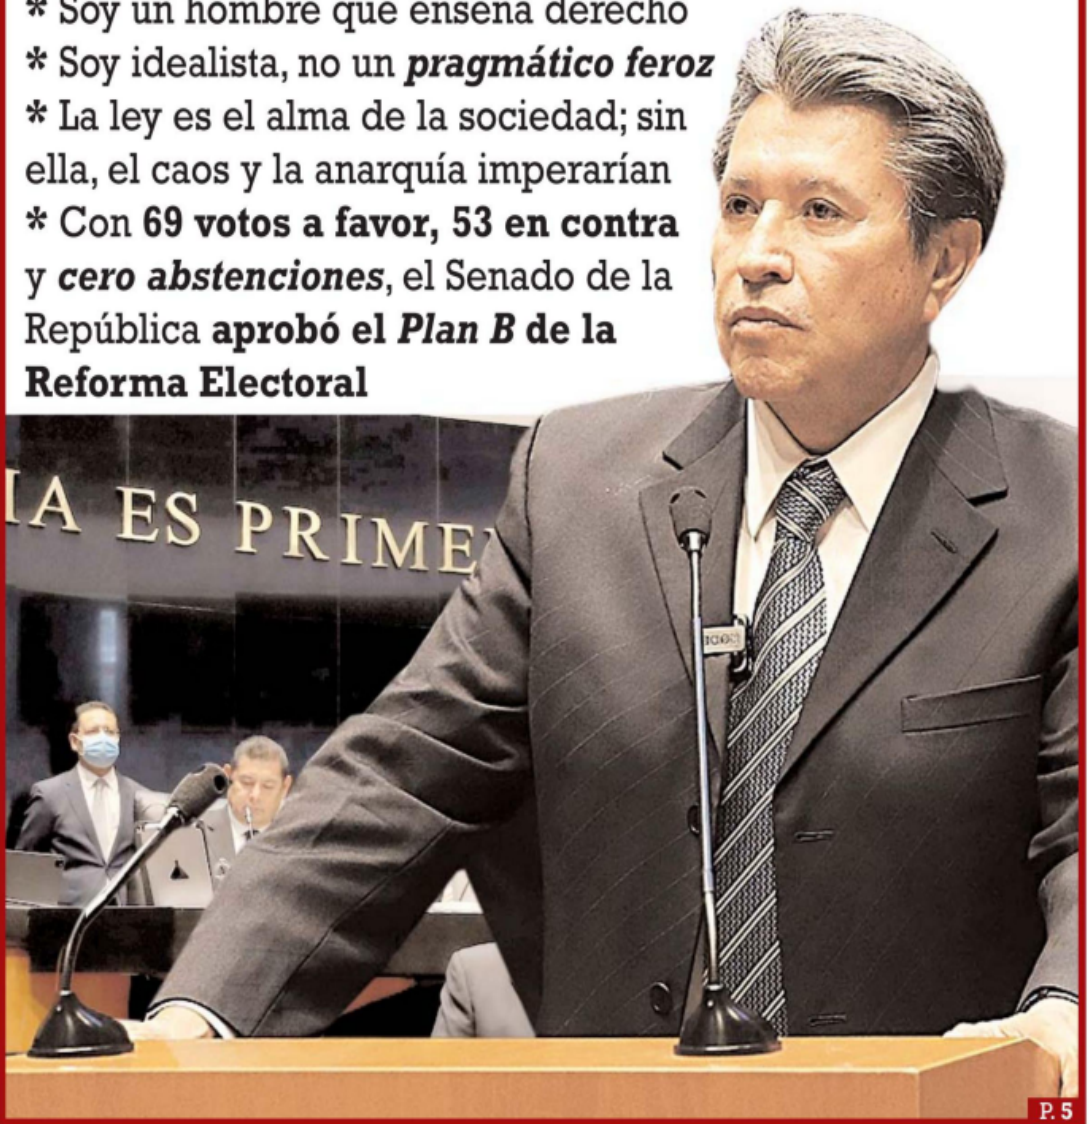 * Soy un hombre que enseña derecho
* Soy idealista, no un pragmático feroz
* La ley es el alma de la sociedad; sin
ella, el caos y la anarquía imperarían
* Con 69 votos a favor, 53 en contra
y cero abstenciones, el Senado de la
República aprobó el Plan B de la
Reforma Electoral
IA ES PRIME
P. 5